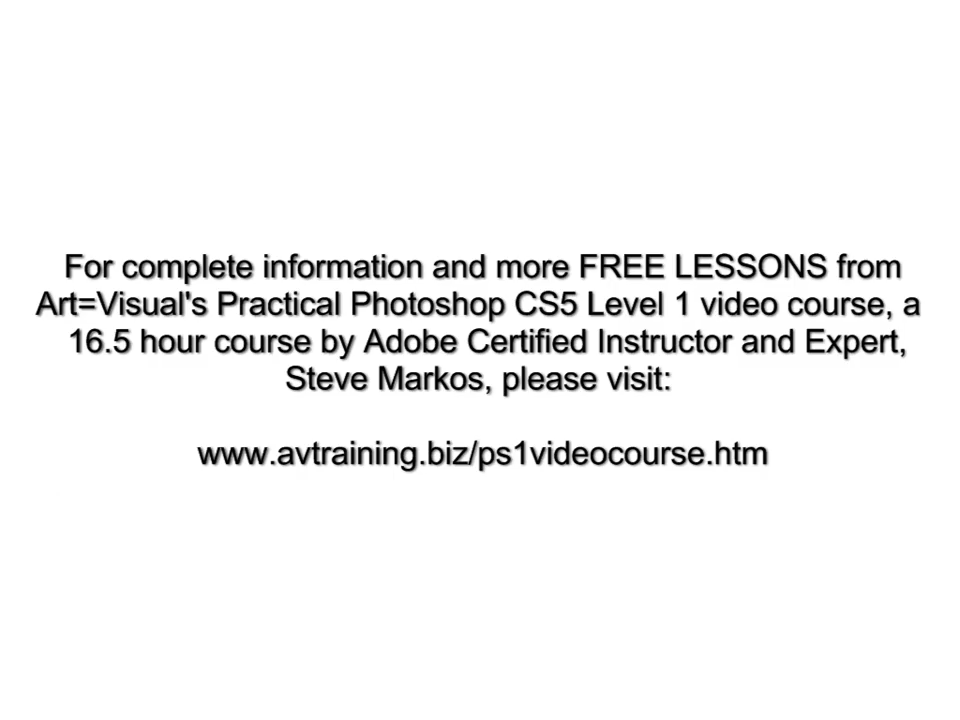 For complete information and more FREE LESSONS from
Art=Visual's Practical Photoshop CS5 Level 1 video course, a
16.5 hour course by Adobe Certified Instructor and Expert,
Steve Markos, please visit:
www.avtraining.biz/ps1videocourse.htm